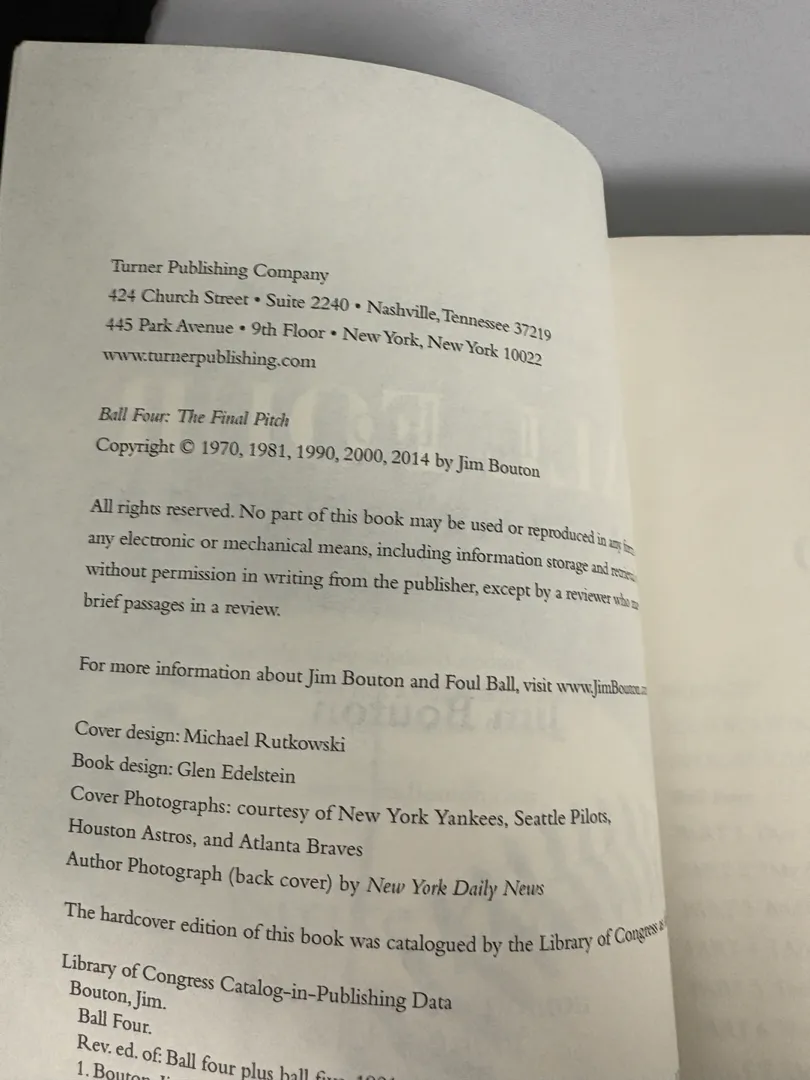 Turner Publishing Company
424 Church Street • Suite 2240 • Nashville, Tennessee 37219
445 Park Avenue • 9th Floor • New York, New York 10022
www.turnerpublishing.com
Ball Four: The Final Pitch
Copyright © 1970, 1981, 1990, 2000, 2014 by Jim Bouton
All rights reserved. No part of this book may be used or reproduced in any
any electronic or mechanical means, including information storage and
without permission in writing from the publisher, except by a reviewer who
brief passages in a review.
For more information about Jim Bouton and Foul Ball, visit www.JimBouton.
Cover design: Michael Rutkowski
Book design: Glen Edelstein
Cover Photographs: courtesy of New York Yankees, Seattle Pilots,
Houston Astros, and Atlanta Braves
Author Photograph (back cover) by New York Daily News
The hardcover edition of this book was catalogued by the Library of Congress
Library of Congress Catalog-in-Publishing Data
Bouton, Jim.
Ball Four.
Rev. ed. of: Ball four plus ball
1. Bouton,